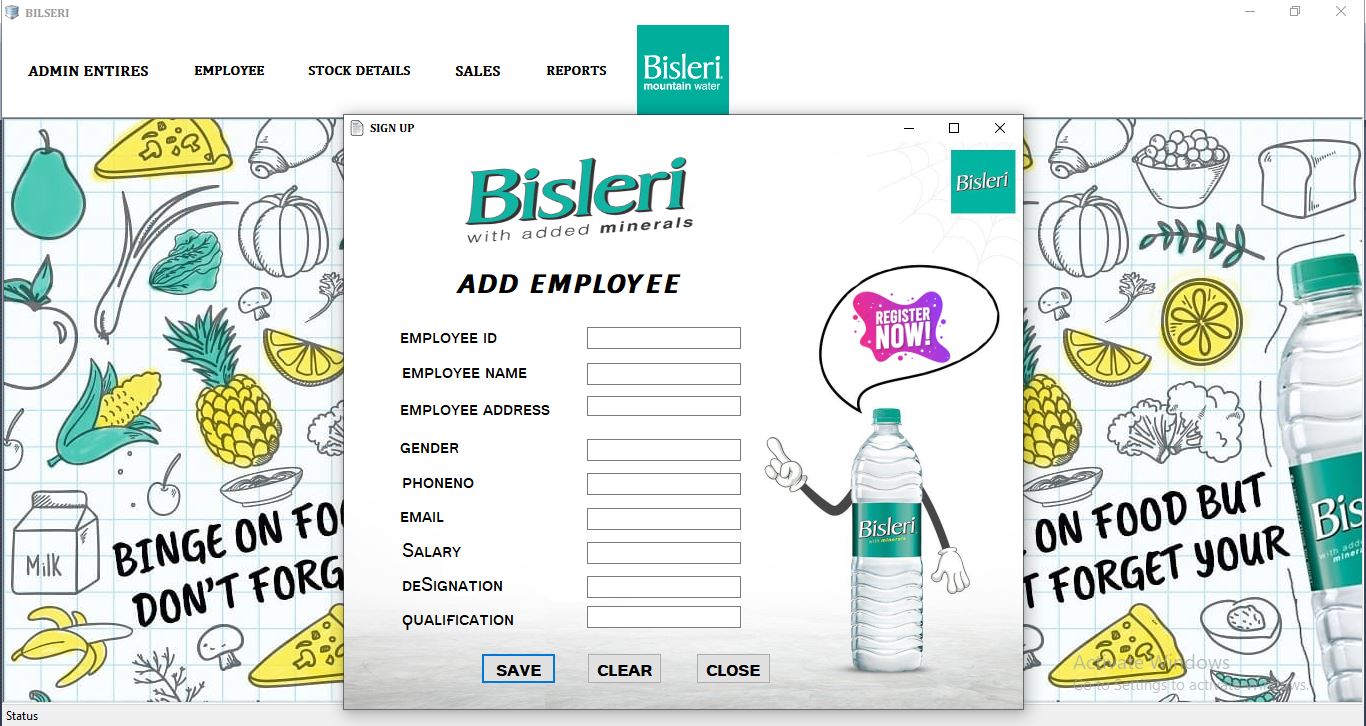 BILSERI
ADMIN ENTIRES EMPLOYEE STOCK DETAILS SALES REPORTS
Bisleri
mountain water
SIGN UP
Bisleri
with added minerals
Bisleri
ADD EMPLOYEE
REGISTER
NOW!
EMPLOYEE ID
EMPLOYEE NAME
EMPLOYEE ADDRESS
GENDER
PHONENO
EMAIL
SALARY
DESIGNATION
QUALIFICATION
SAVE CLEAR CLOSE
Bisleri
with minerals
MilK
BINGE ON FOO
DON'T FORG
ON FOOD BUT
T FORGET YOUR
Bis
with added
miner
Activate Windows
Go to Settings to activate Windows.
Status